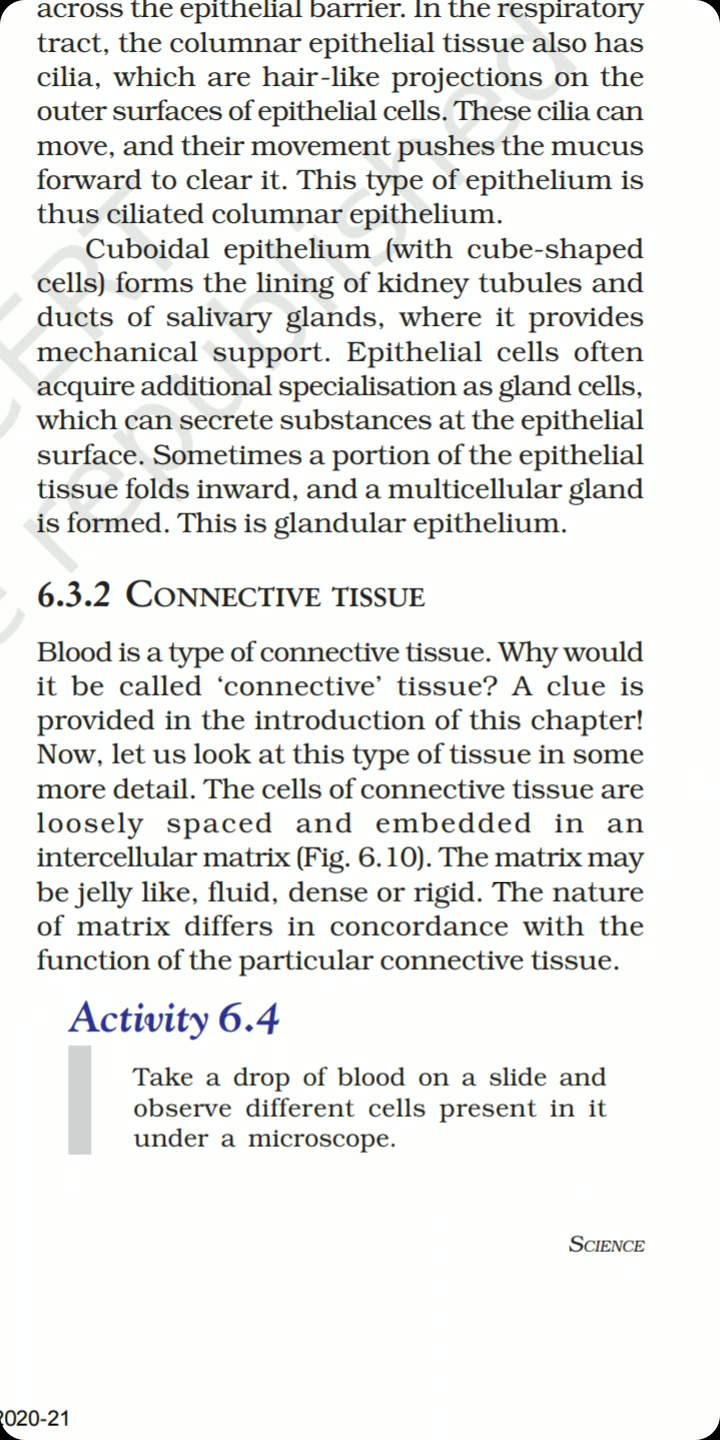 across the epithelial barrier. In the respiratory
tract, the columnar epithelial tissue also has
cilia, which are hair-like projections on the
outer surfaces of epithelial cells. These cilia can
move, and their movement pushes the mucus
forward to clear it. This type of epithelium is
thus ciliated columnar epithelium.
Cuboidal epithelium (with cube-shaped
cells) forms the lining of kidney tubules and
ducts of salivary glands, where it provides
mechanical support. Epithelial cells often
acquire additional specialisation as gland cells,
which can secrete substances at the epithelial
surface. Sometimes a portion of the epithelial
tissue folds inward, and a multicellular gland
is formed. This is glandular epithelium.
6.3.2 CONNECTIVE TISSUE
Blood is a type of connective tissue. Why would
it be called ‘connective’ tissue? A clue is
provided in the introduction of this chapter!
Now, let us look at this type of tissue in some
more detail. The cells of connective tissue are
loosely spaced and embedded in an
intercellular matrix (Fig. 6.10). The matrix may
be jelly like, fluid, dense or rigid. The nature
of matrix differs in concordance with the
function of the particular connective tissue.
Activity 6.4
Take a drop of blood on a slide and
observe different cells present in it
under a microscope.
SCIENCE
2020-21